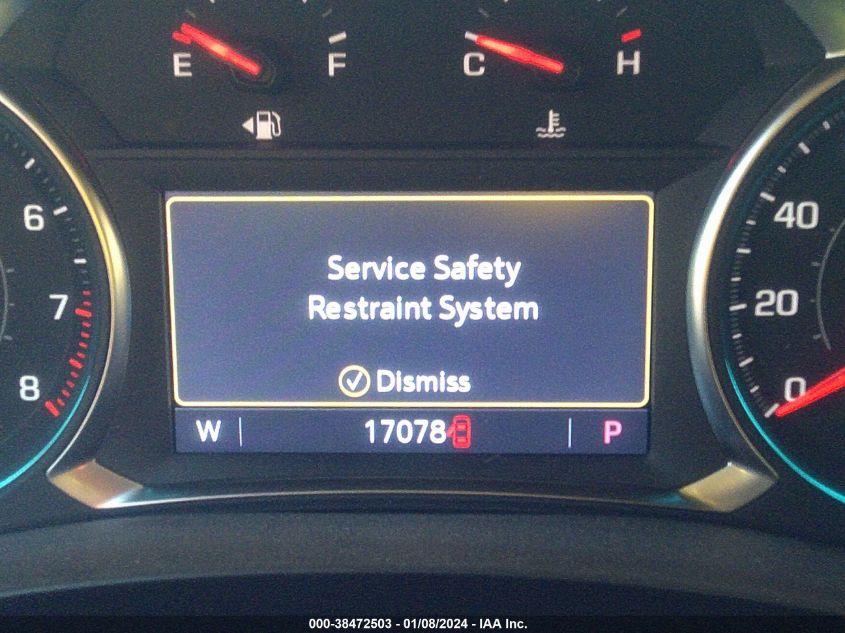 E F C H
6 7 8
40 20 0
Service Safety
Restraint System
Dismiss
W 17078 P
000-38472503 - 01/08/2024 - IAA Inc.